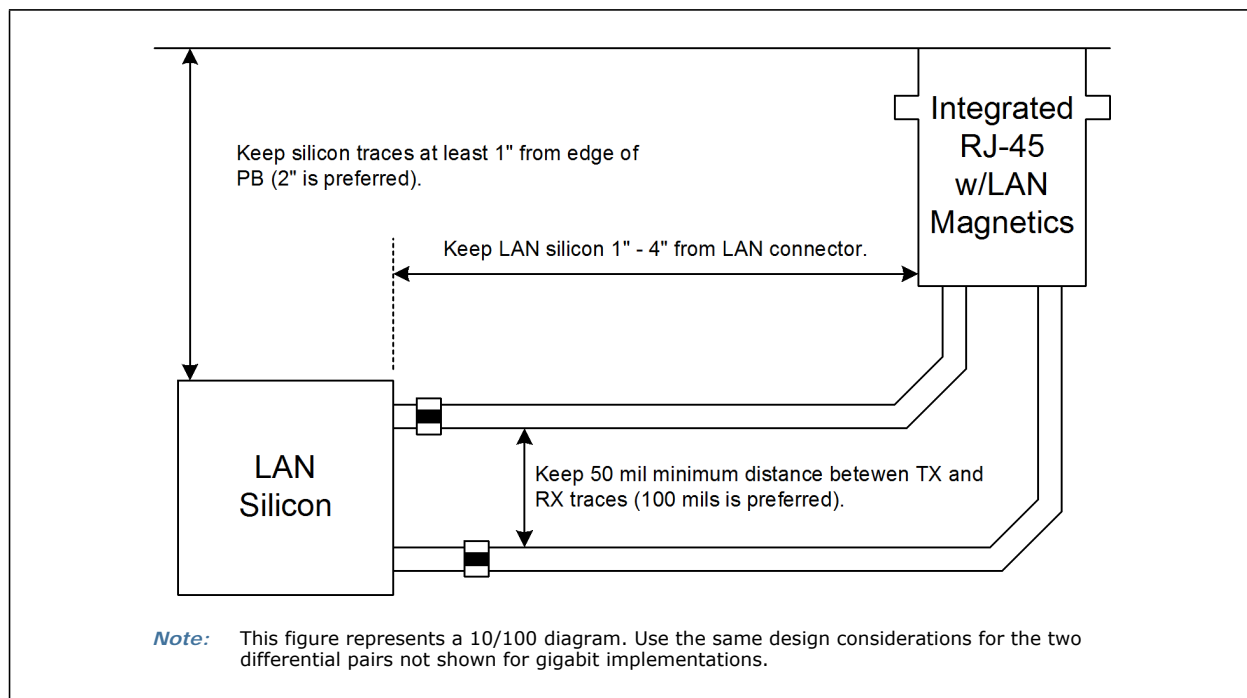 Keep silicon traces at least 1" from edge of
PB (2" is preferred).
Integrated
RJ-45
w/LAN
Magnetics
Keep LAN silicon 1" - 4" from LAN connector.
LAN
Silicon
Keep 50 mil minimum distance betewen TX and
RX traces (100 mils is preferred).
Note: This figure represents a 10/100 diagram. Use the same design considerations for the two
differential pairs not shown for gigabit implementations.